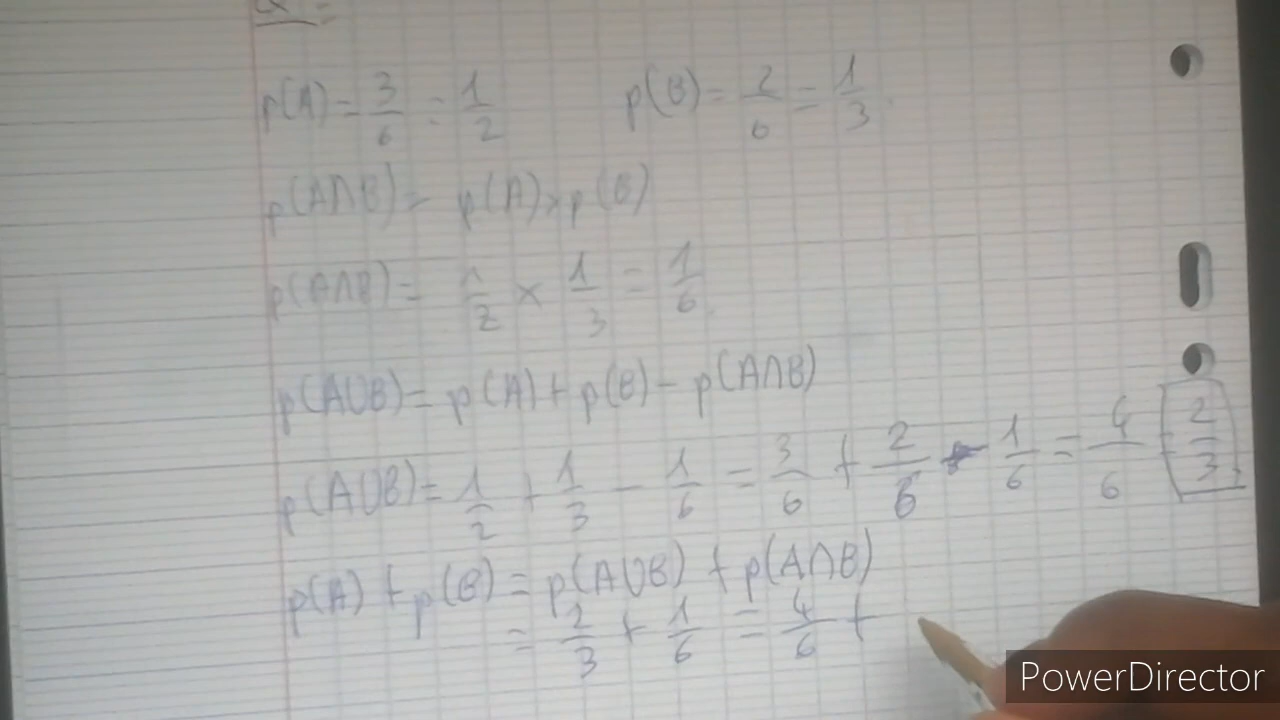 p(A) = 3/6 = 1/2 p(B) = 2/6 = 1/3
p(A∩B) = p(A) × p(B)
p(A∩B) = 1/2 × 1/3 = 1/6
p(A∪B) = p(A) + p(B) - p(A∩B)
p(A∪B) = 1/2 + 1/3 - 1/6 = 3/6 + 2/6 - 1/6 = 4/6 = 2/3
p(A) + p(B) = p(A∪B) + p(A∩B)
= 2/3 + 1/6 = 4/6 +
PowerDirector